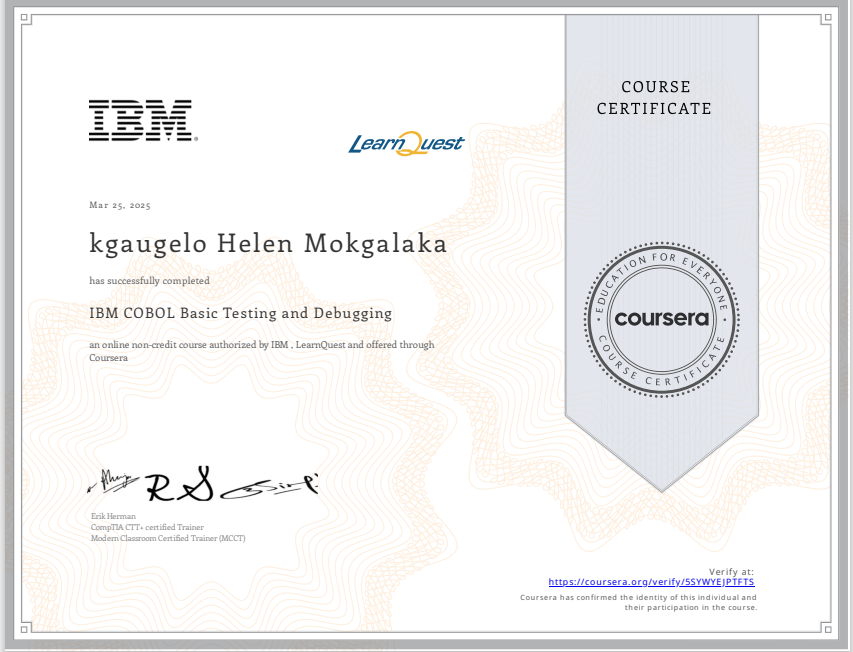 COURSE
CERTIFICATE
IBM®
LearnQuest
Mar 25, 2025
kgaugelo Helen Mokgalaka
has successfully completed
IBM COBOL Basic Testing and Debugging
an online non-credit course authorized by IBM , LearnQuest and offered through
Coursera
EDUCATION FOR EVERYONE
coursera
COURSE CERTIFICATE
Erik Herman
CompTIA CTT+ certified Trainer
Modern Classroom Certified Trainer (MCCT)
Verify at:
https://coursera.org/verify/5SYWYEJPTFTS
Coursera has confirmed the identity of this individual and
their participation in the course.